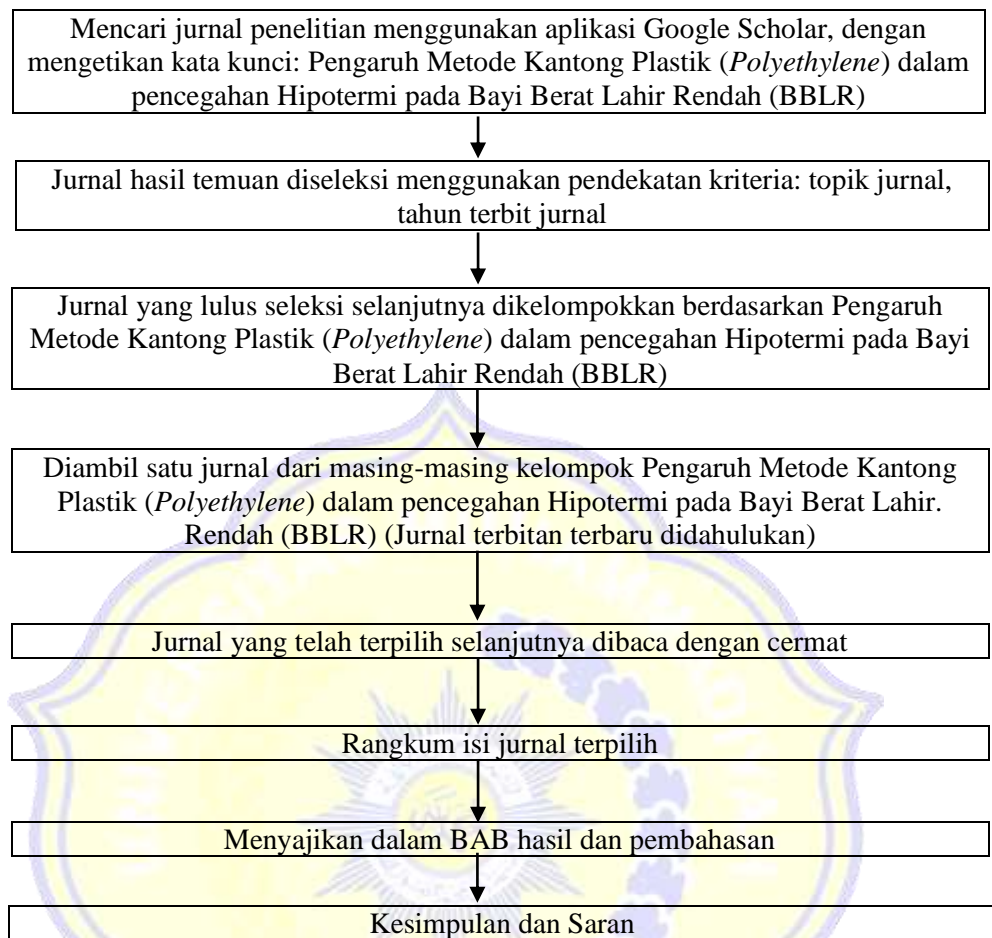 Mencari jurnal penelitian menggunakan aplikasi Google Scholar, dengan
mengetikan kata kunci: Pengaruh Metode Kantong Plastik (Polyethylene) dalam
pencegahan Hipotermi pada Bayi Berat Lahir Rendah (BBLR)
Jurnal hasil temuan diseleksi menggunakan pendekatan kriteria: topik jurnal,
tahun terbit jurnal
Jurnal yang lulus seleksi selanjutnya dikelompokkan berdasarkan Pengaruh
Metode Kantong Plastik (Polyethylene) dalam pencegahan Hipotermi pada Bayi
Berat Lahir Rendah (BBLR)
Diambil satu jurnal dari masing-masing kelompok Pengaruh Metode Kantong
Plastik (Polyethylene) dalam pencegahan Hipotermi pada Bayi Berat Lahir.
Rendah (BBLR) (Jurnal terbitan terbaru didahulukan)
Jurnal yang telah terpilih selanjutnya dibaca dengan cermat
Rangkum isi jurnal terpilih
Menyajikan dalam BAB hasil dan pembahasan
Kesimpulan dan Saran